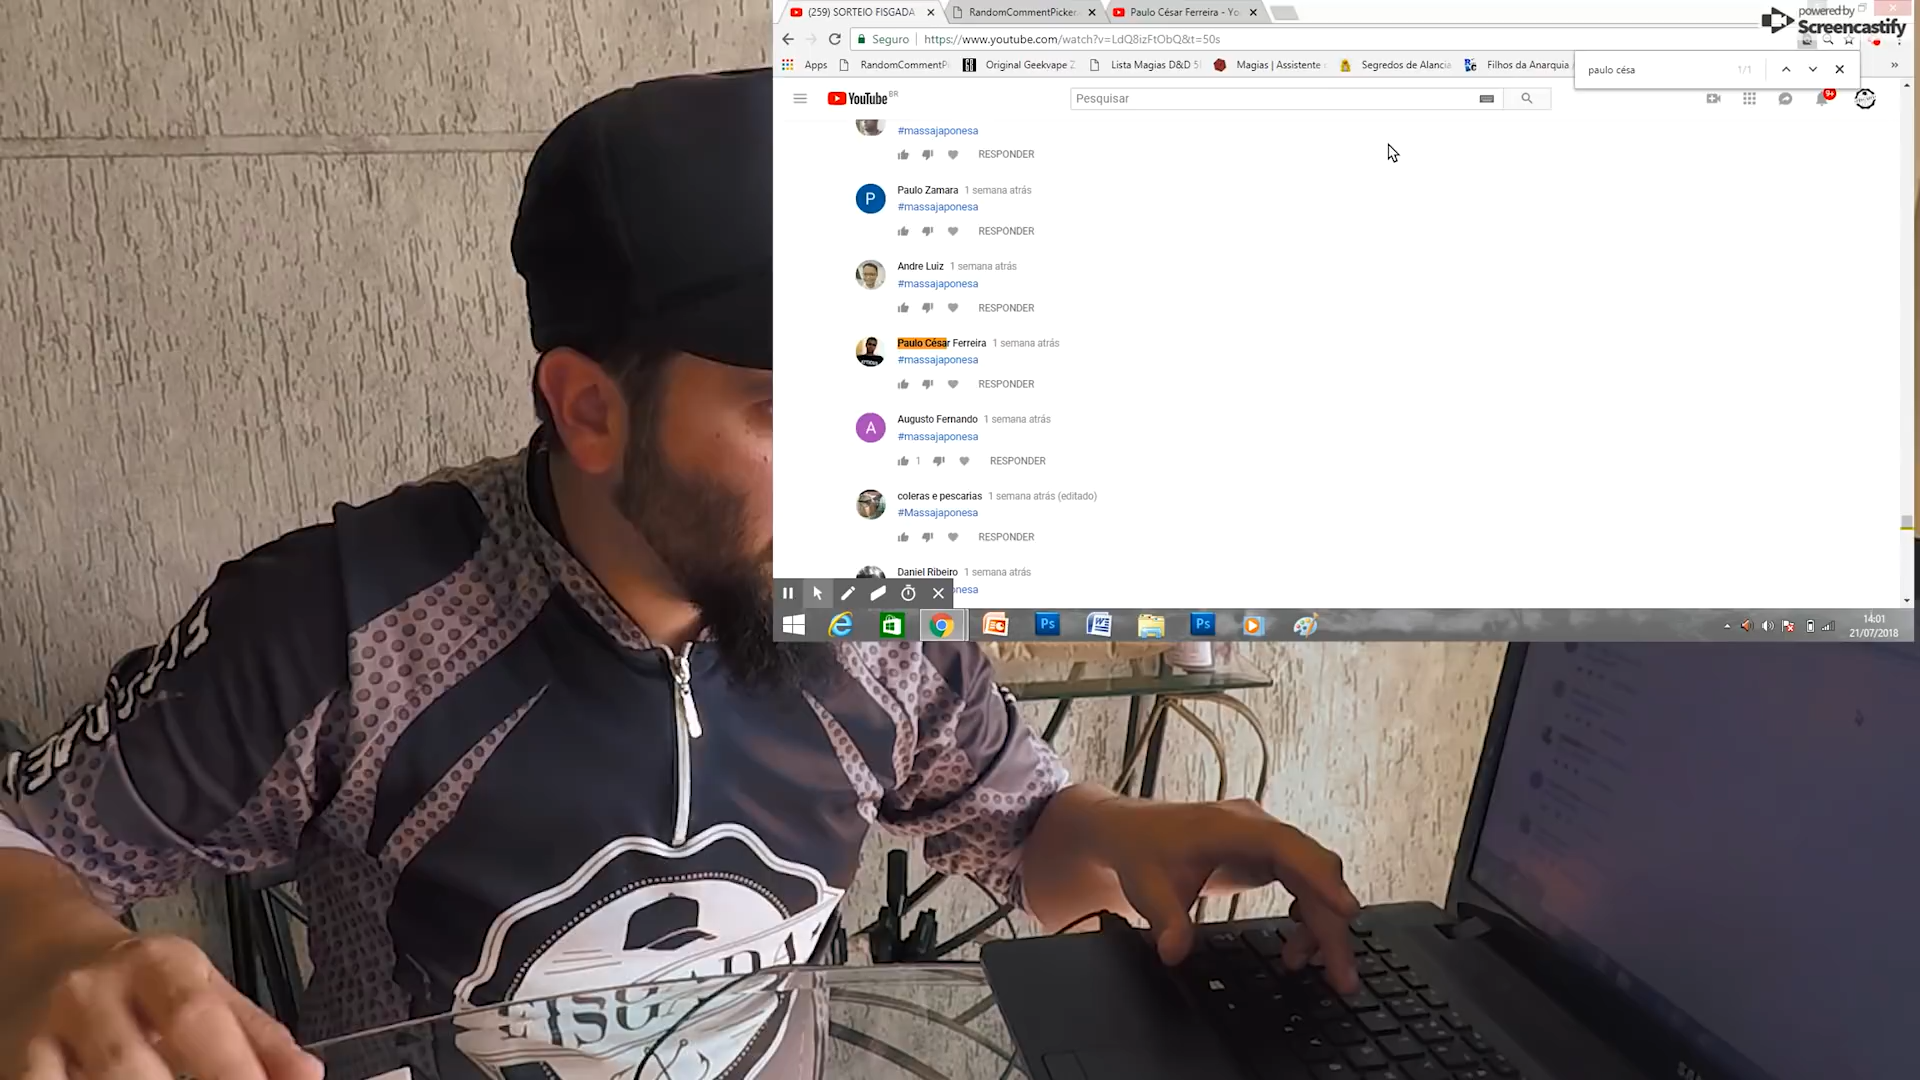 (259) SORTEIO FISGADA
RandomCommentPicker
Paulo César Ferreira - Yo
powered by
Screencastify
Seguro
https://www.youtube.com/watch?v=LdQ8izFtObQ&t=50s
Apps
RandomCommentP
Original Geekvape Z
Lista Magias D&D 5
Magias | Assistente
Segredos de Alancia
Filhos da Anarquia
»
paulo césa
1/1
YouTube BR
Pesquisar
9+
#massajaponesa
RESPONDER
Paulo Zamara 1 semana atrás
#massajaponesa
RESPONDER
Andre Luiz 1 semana atrás
#massajaponesa
RESPONDER
Paulo César Ferreira 1 semana atrás
#massajaponesa
RESPONDER
Augusto Fernando 1 semana atrás
#massajaponesa
1 RESPONDER
coleras e pescarias 1 semana atrás (editado)
#Massajaponesa
RESPONDER
Daniel Ribeiro 1 semana atrás
onesa
14:01
21/07/2018